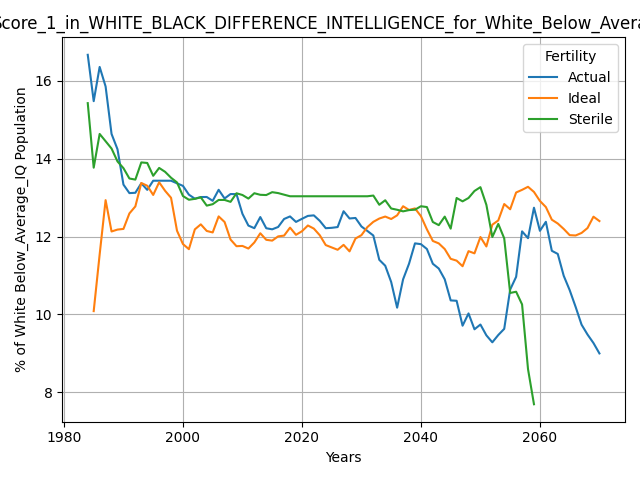 Score_1_in_WHITE_BLACK_DIFFERENCE_INTELLIGENCE_for_White_Below_Avera
Fertility
Actual
Ideal
Sterile
% of White Below_Average_IQ Population
16
14
12
10
8
1980
2000
2020
2040
2060
Years